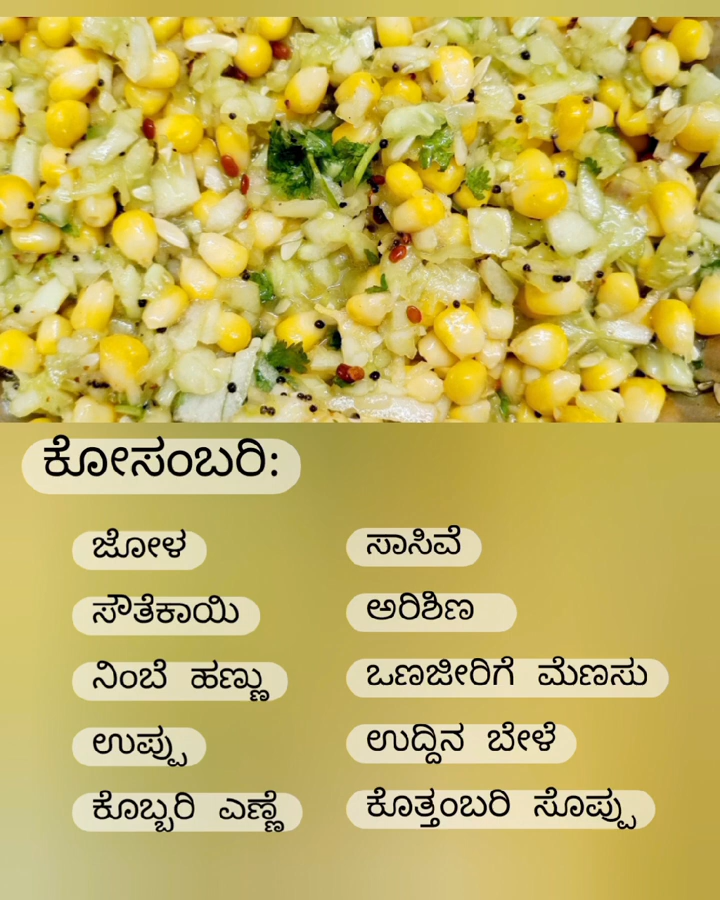 ಕೋಸಂಬರಿ:
ಜೋಳ
ಸೌತೆಕಾಯಿ
ನಿಂಬೆ ಹಣ್ಣು
ಉಪ್ಪು
ಕೊಬ್ಬರಿ ಎಣ್ಣೆ
ಸಾಸಿವೆ
ಅರಿಶಿಣ
ಒಣಜೀರಿಗೆ ಮೆಣಸು
ಉದ್ದಿನ ಬೇಳೆ
ಕೊತ್ತಂಬರಿ ಸೊಪ್ಪು